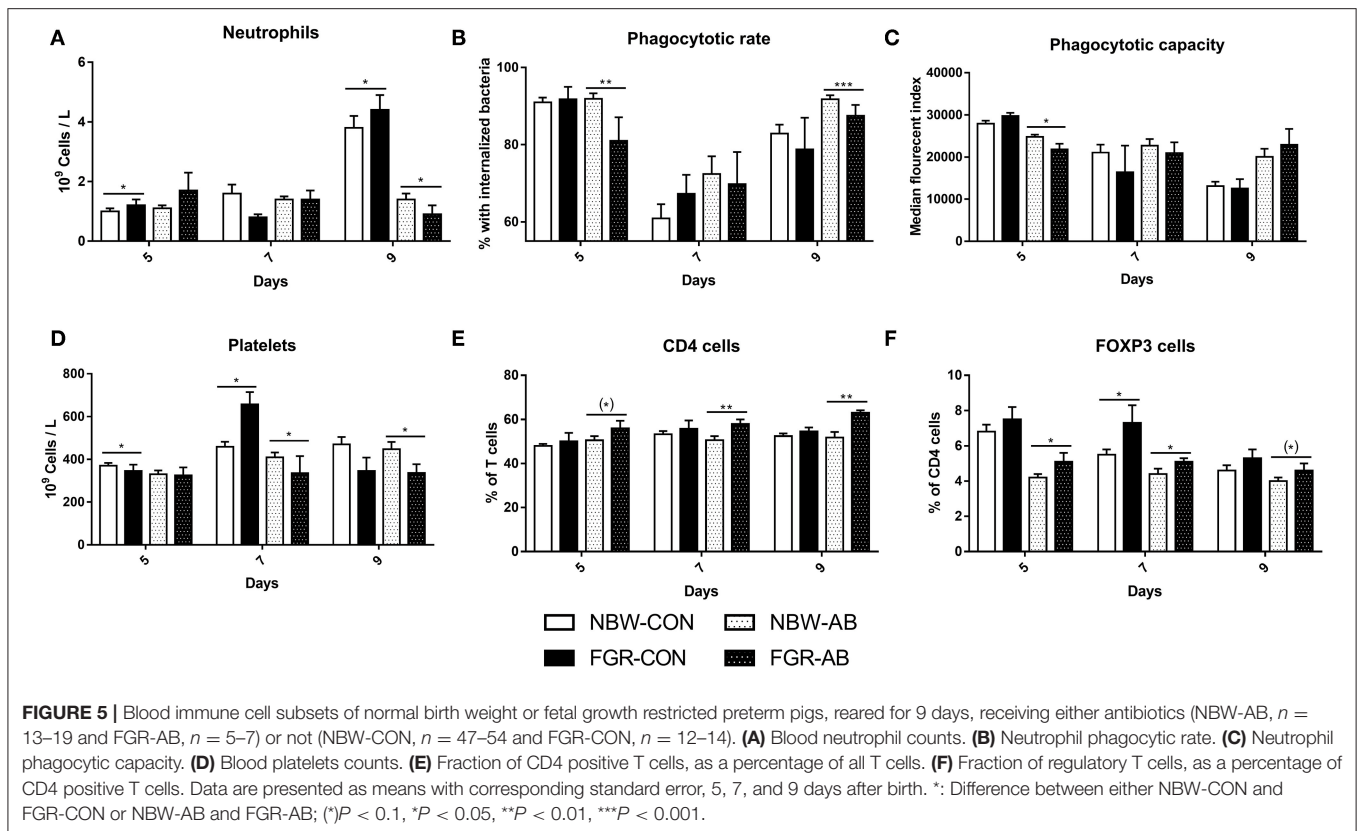 A
Neutrophils
10⁹ Cells / L
6
4
2
0
*
*
*
5
7
9
Days
B
Phagocytotic rate
% with internalized bacteria
100
80
60
**
***
5
7
9
Days
C
Phagocytotic capacity
Median flourecent index
40000
30000
20000
10000
0
*
5
7
9
Days
D
Platelets
10⁹ Cells / L
800
600
400
200
0
*
*
*
*
5
7
9
Days
E
CD4 cells
% of T cells
80
60
40
20
0
(*)
**
**
5
7
9
Days
F
FOXP3 cells
% of CD4 cells
10
8
6
4
2
0
*
*
*
(*)
5
7
9
Days
NBW-CON NBW-AB
FGR-CON FGR-AB
FIGURE 5 | Blood immune cell subsets of normal birth weight or fetal growth restricted preterm pigs, reared for 9 days, receiving either antibiotics (NBW-AB, n =
13–19 and FGR-AB, n = 5–7) or not (NBW-CON, n = 47–54 and FGR-CON, n = 12–14). (A) Blood neutrophil counts. (B) Neutrophil phagocytic rate. (C) Neutrophil
phagocytic capacity. (D) Blood platelets counts. (E) Fraction of CD4 positive T cells, as a percentage of all T cells. (F) Fraction of regulatory T cells, as a percentage of
CD4 positive T cells. Data are presented as means with corresponding standard error, 5, 7, and 9 days after birth. *: Difference between either NBW-CON and
FGR-CON or NBW-AB and FGR-AB; (*)P < 0.1, *P < 0.05, **P < 0.01, ***P < 0.001.